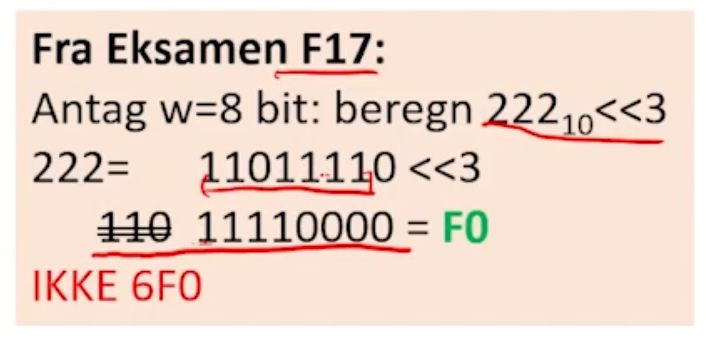 Fra Eksamen F17:
Antag w=8 bit: beregn 222₁₀<<3
222= 11011110 <<3
110 11110000 = F0
IKKE 6F0